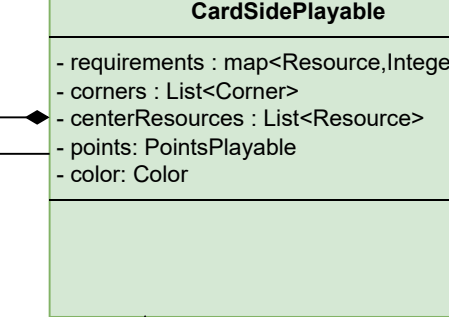 CardSidePlayable
- requirements : map<Resource,Intege
- corners : List<Corner>
- centerResources : List<Resource>
- points: PointsPlayable
- color: Color